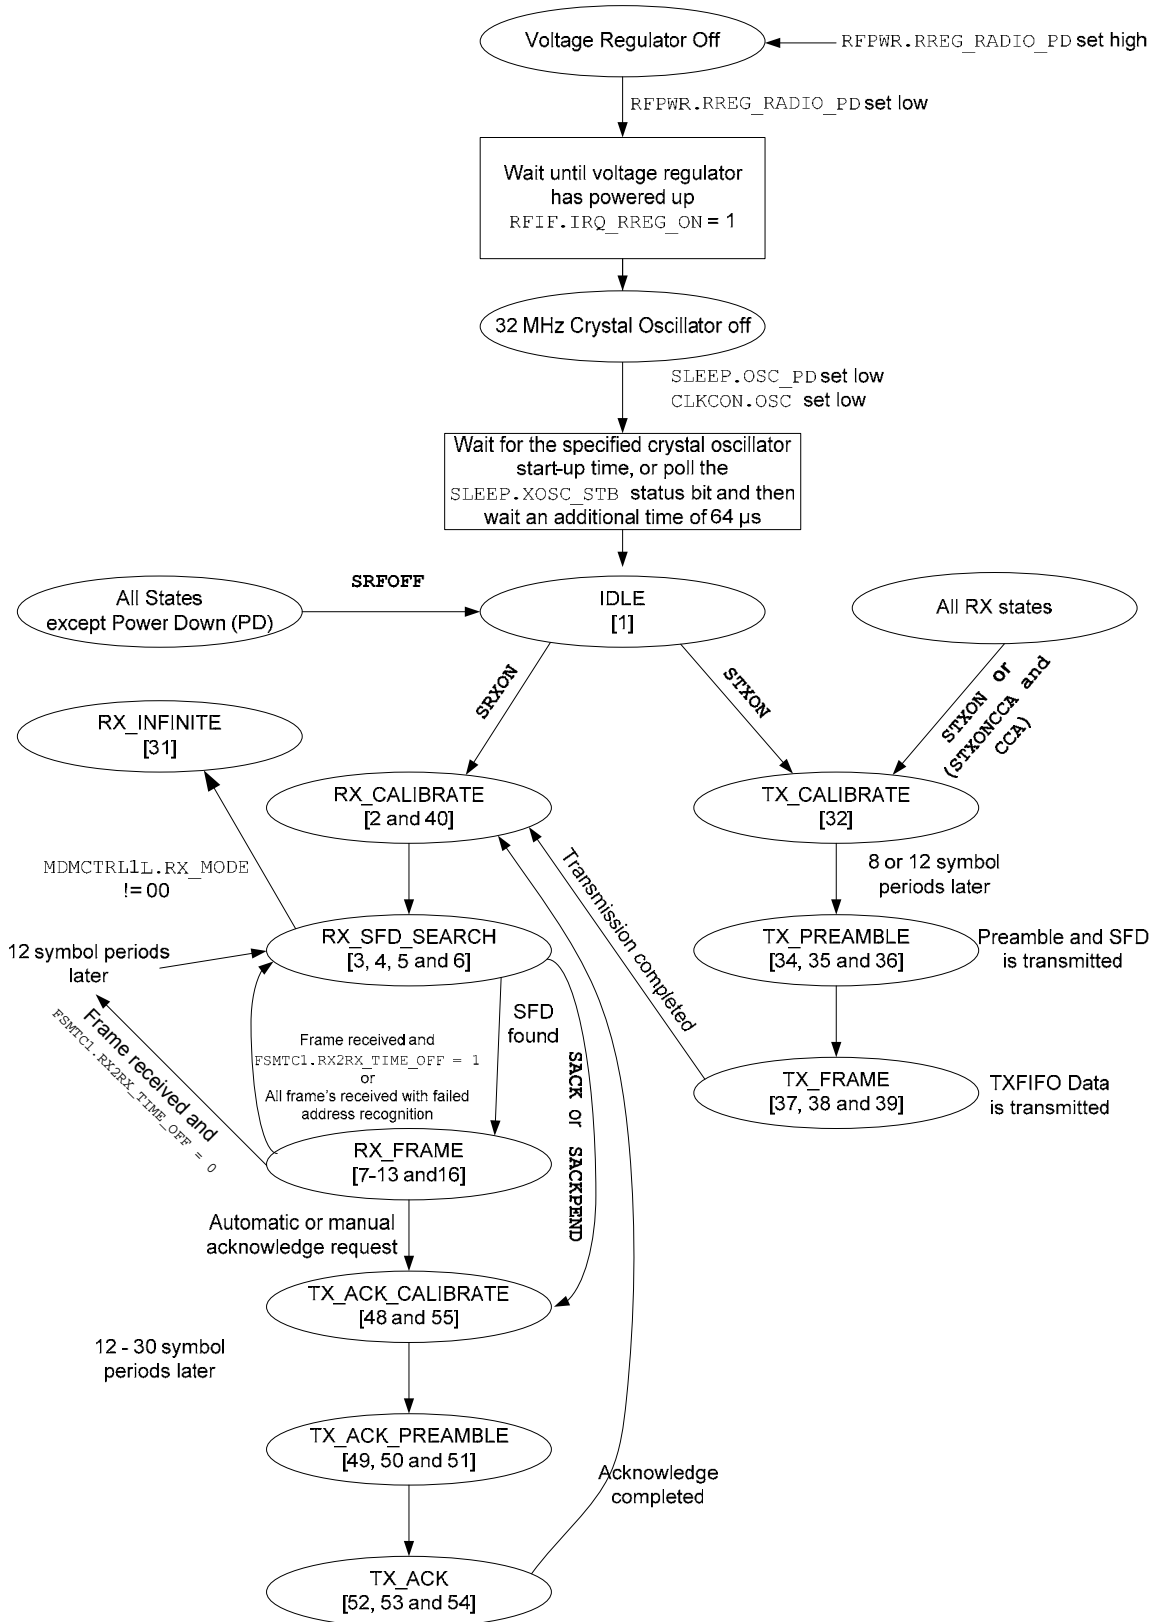 Voltage Regulator Off
RFPWR.RREG_RADIO_PD set high
RFPWR.RREG_RADIO_PD set low
Wait until voltage regulator
has powered up
RFIF.IRQ_RREG_ON = 1
32 MHz Crystal Oscillator off
SLEEP.OSC_PD set low
CLKCON.OSC set low
Wait for the specified crystal oscillator
start-up time, or poll the
SLEEP.XOSC_STB status bit and then
wait an additional time of 64 µs
SRFOFF
All States
except Power Down (PD)
IDLE
[1]
All RX states
SRXON
STXON
STXON or
(STXONCCA and
CCA)
RX_INFINITE
[31]
RX_CALIBRATE
[2 and 40]
TX_CALIBRATE
[32]
MDMCTRL1L.RX_MODE
!= 00
Transmission completed
8 or 12 symbol
periods later
RX_SFD_SEARCH
[3, 4, 5 and 6]
TX_PREAMBLE
[34, 35 and 36]
Preamble and SFD
is transmitted
12 symbol periods
later
Frame received and
FSMTC1.RX2RX_TIME_OFF = 0
Frame received and
FSMTC1.RX2RX_TIME_OFF = 1
or
All frame's received with failed
address recognition
SFD
found
SACK or SACKPEND
TX_FRAME
[37, 38 and 39]
TXFIFO Data
is transmitted
RX_FRAME
[7-13 and16]
Automatic or manual
acknowledge request
TX_ACK_CALIBRATE
[48 and 55]
12 - 30 symbol
periods later
TX_ACK_PREAMBLE
[49, 50 and 51]
Acknowledge
completed
TX_ACK
[52, 53 and 54]